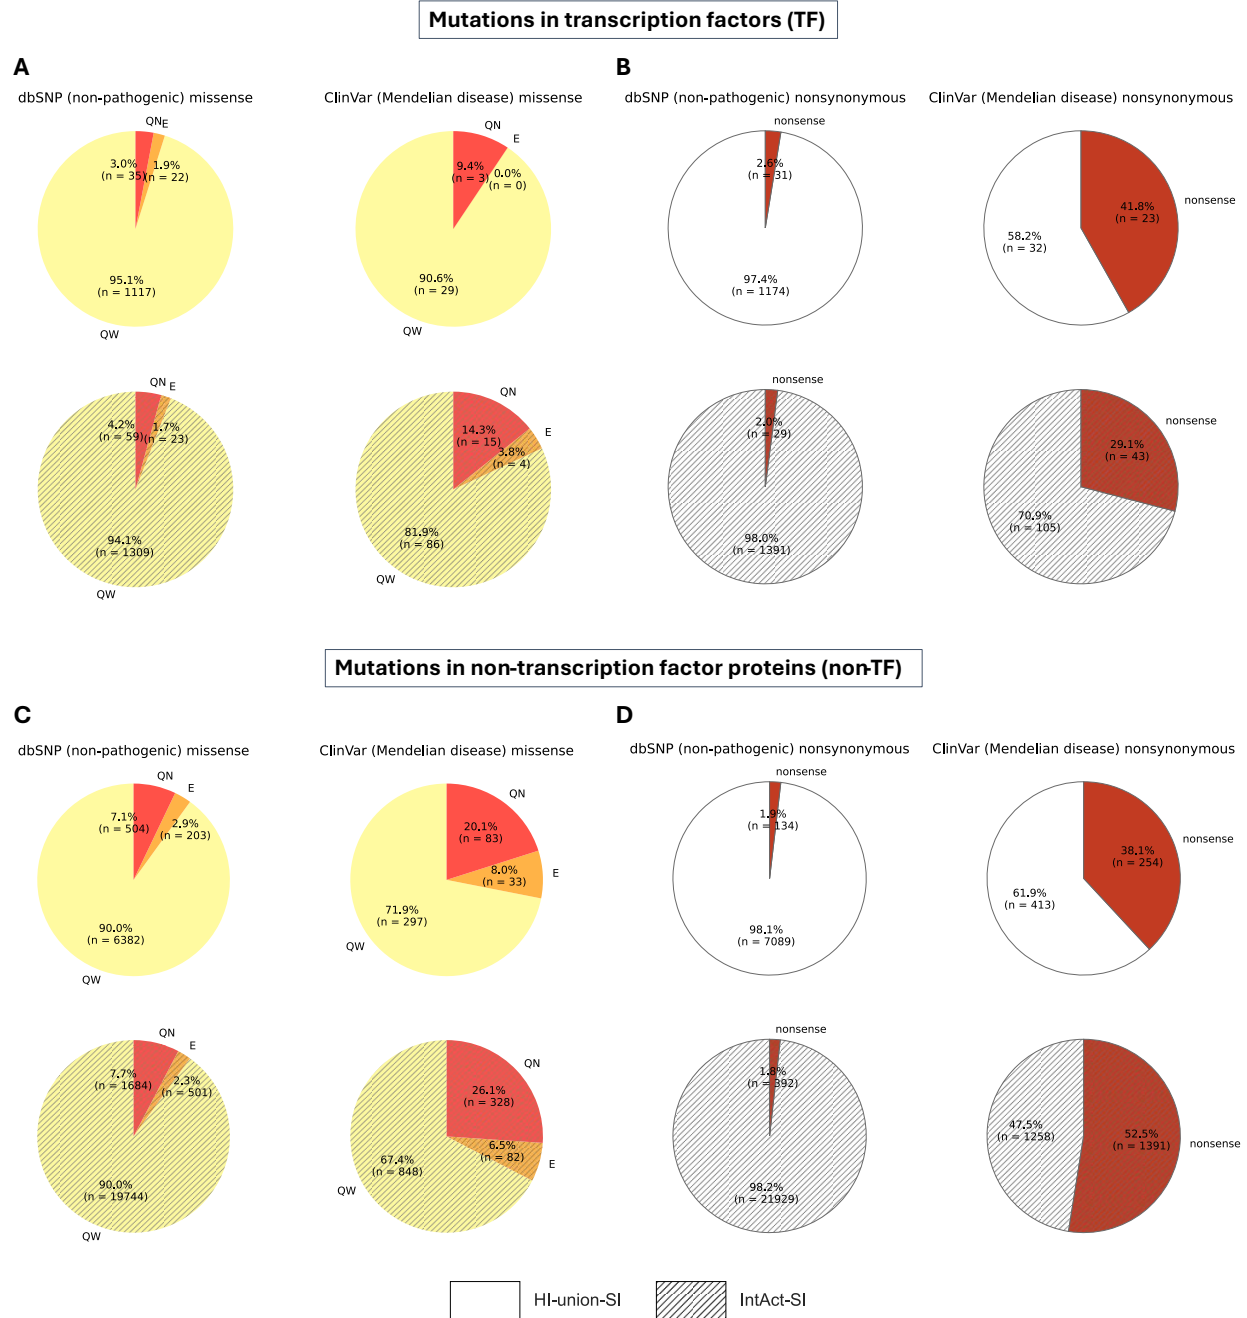 Mutations in transcription factors (TF)
A
B
dbSNP (non-pathogenic) missense
ClinVar (Mendelian disease) missense
dbSNP (non-pathogenic) nonsynonymous
ClinVar (Mendelian disease) nonsynonymous
QN
E
3.0%
(n = 35)
1.9%
(n = 22)
95.1%
(n = 1117)
QW
QN
E
9.4%
(n = 3)
0.0%
(n = 0)
90.6%
(n = 29)
QW
nonsense
2.6%
(n = 31)
97.4%
(n = 1174)
nonsense
41.8%
(n = 23)
58.2%
(n = 32)
QN
E
4.2%
(n = 59)
1.7%
(n = 23)
94.1%
(n = 1309)
QW
QN
E
14.3%
(n = 15)
3.8%
(n = 4)
81.9%
(n = 86)
QW
nonsense
2.0%
(n = 29)
98.0%
(n = 1391)
nonsense
29.1%
(n = 43)
70.9%
(n = 105)
Mutations in non-transcription factor proteins (non-TF)
C
D
dbSNP (non-pathogenic) missense
ClinVar (Mendelian disease) missense
dbSNP (non-pathogenic) nonsynonymous
ClinVar (Mendelian disease) nonsynonymous
QN
E
7.1%
(n = 504)
2.9%
(n = 203)
90.0%
(n = 6382)
QW
QN
20.1%
(n = 83)
8.0%
(n = 33)
E
71.9%
(n = 297)
QW
nonsense
1.9%
(n = 134)
98.1%
(n = 7089)
nonsense
38.1%
(n = 254)
61.9%
(n = 413)
QN
E
7.7%
(n = 1684)
2.3%
(n = 501)
90.0%
(n = 19744)
QW
QN
26.1%
(n = 328)
6.5%
(n = 82)
E
67.4%
(n = 848)
QW
nonsense
1.8%
(n = 392)
98.2%
(n = 21929)
47.5%
(n = 1258)
52.5%
(n = 1391)
nonsense
HI-union-SI
IntAct-SI